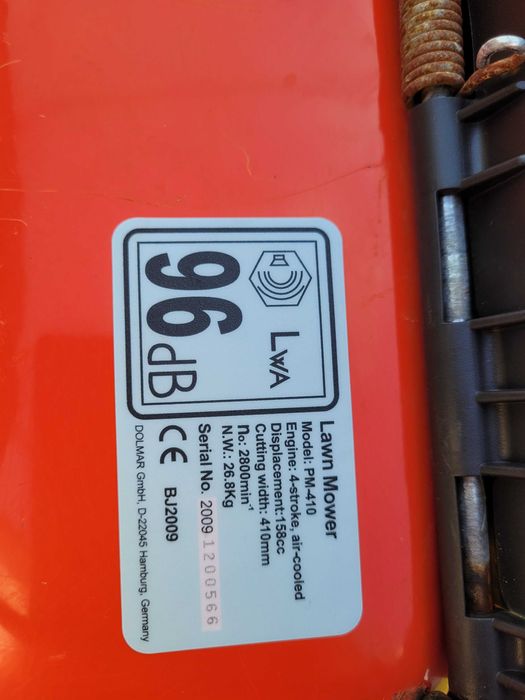 LWA
96 dB
Lawn Mower
Model: PM-410
Engine: 4-stroke, air-cooled
Displacement:158cc
Cutting width: 410mm
no: 2800min⁻¹
N.W.: 26.8Kg
Serial No. 2009 1200566
CE BJ2009
DOLMAR GmbH, D-22045 Hamburg, Germany